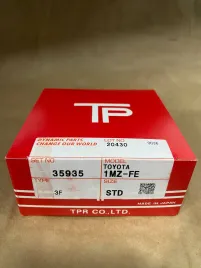 TP
DYNAMIC PARTS
CHANGE OUR WORLD
LOT NO
20430
SET NO
35935
MODEL
TOYOTA
1MZ-FE
TYPE
3F
STD
MADE IN JAPAN
TPR CO.,LTD.